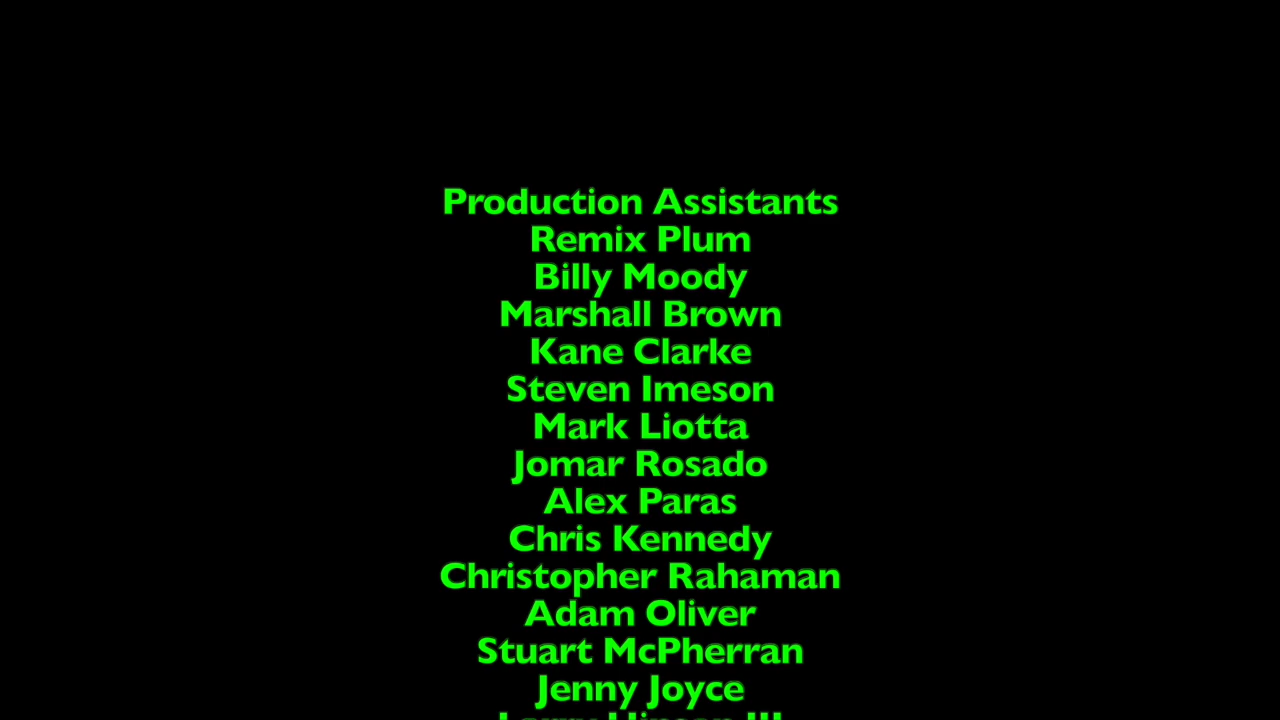 Production Assistants
Remix Plum
Billy Moody
Marshall Brown
Kane Clarke
Steven Imeson
Mark Liotta
Jomar Rosado
Alex Paras
Chris Kennedy
Christopher Rahaman
Adam Oliver
Stuart McPherran
Jenny Joyce